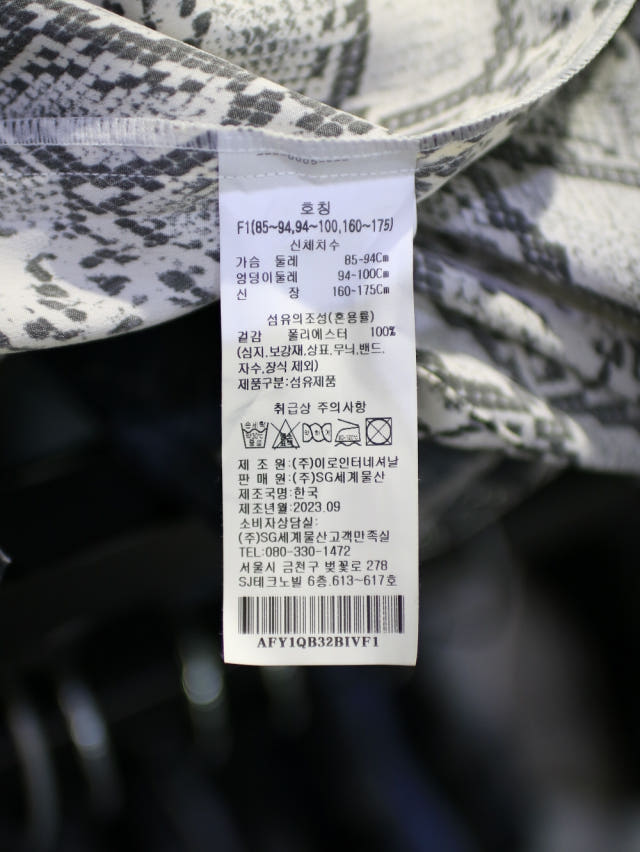 호칭
F1(85~94,94~100,160~175)
신체치수
가슴 둘레 85-94Cm
엉덩이둘레 94-100Cm
신 장 160-175Cm
섬유의조성(혼용률)
겉감 폴리에스터 100%
(심지,보강재,상표,무늬,밴드,
자수,장식 제외)
제품구분:섬유제품
취급상 주의사항
제 조 원:(주)이로인터네셔날
판 매 원:(주)SG세계물산
제조국명:한국
제조년월:2023.09
소비자상담실:
(주)SG세계물산고객만족실
TEL:080-330-1472
서울시 금천구 벚꽃로 278
SJ테크노빌 6층.613~617호
AFY1QB32BIVF1